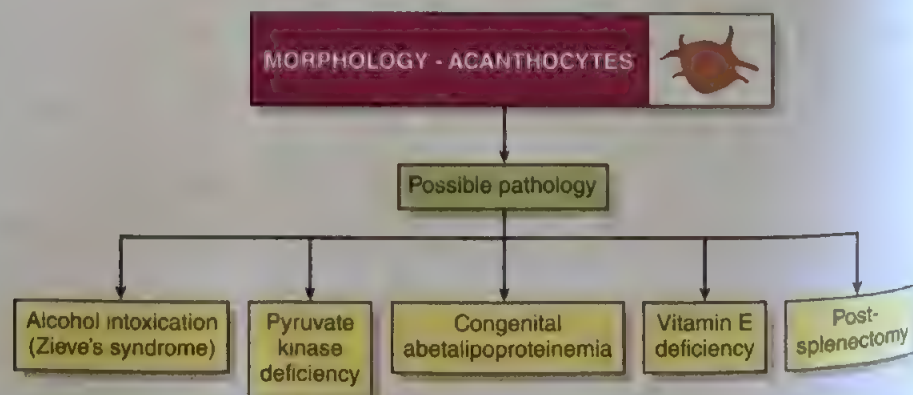 MORPHOLOGY - ACANTHOCYTES
Possible pathology
Alcohol intoxication
(Zieve's syndrome)
Pyruvate
kinase
deficiency
Congenital
abetalipoproteinemia
Vitamin E
deficiency
Post-
splenectomy